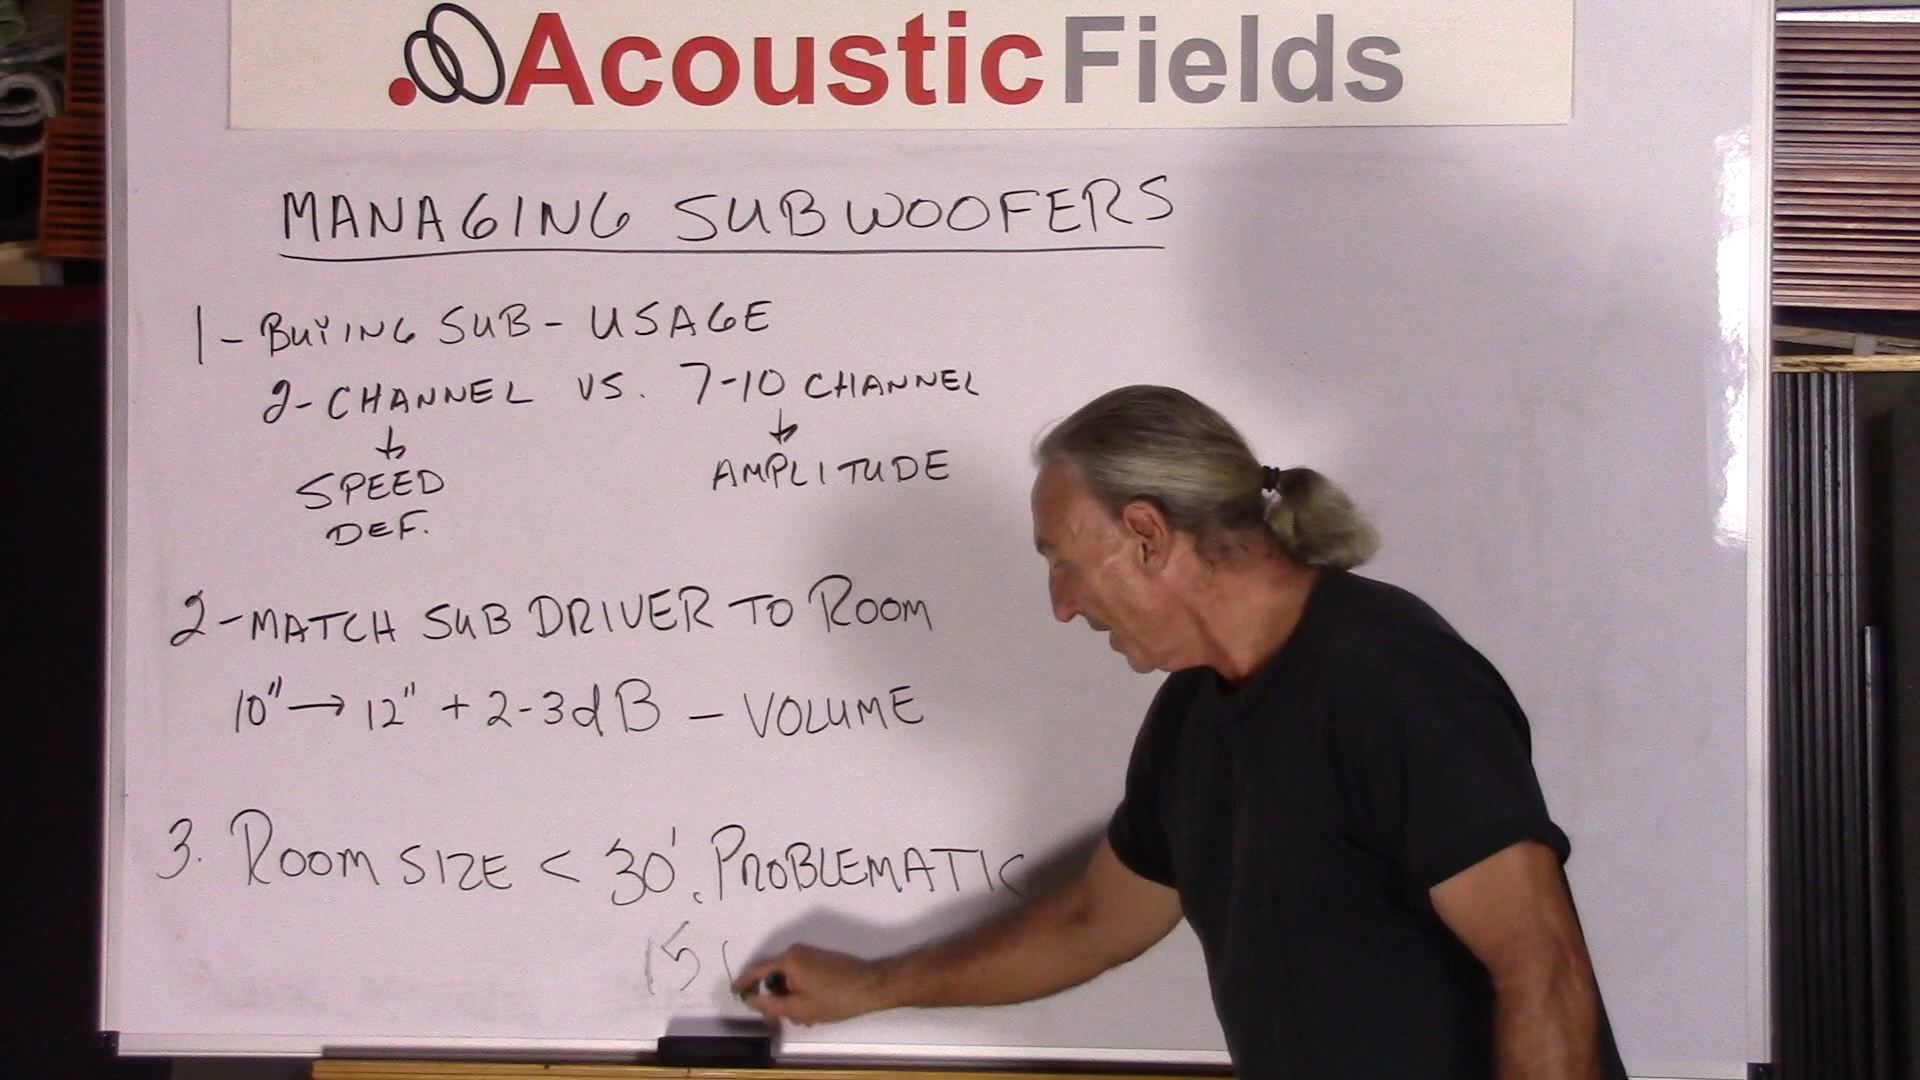 AcousticFields
MANAGING SUBWOOFERS
1- BUYING SUB - USAGE
2-CHANNEL VS. 7-10 CHANNEL
SPEED AMPLITUDE
DEF.
2-MATCH SUB DRIVER TO ROOM
10" → 12" + 2-3dB - VOLUME
3. ROOM SIZE < 30'. PROBLEMATIC
15